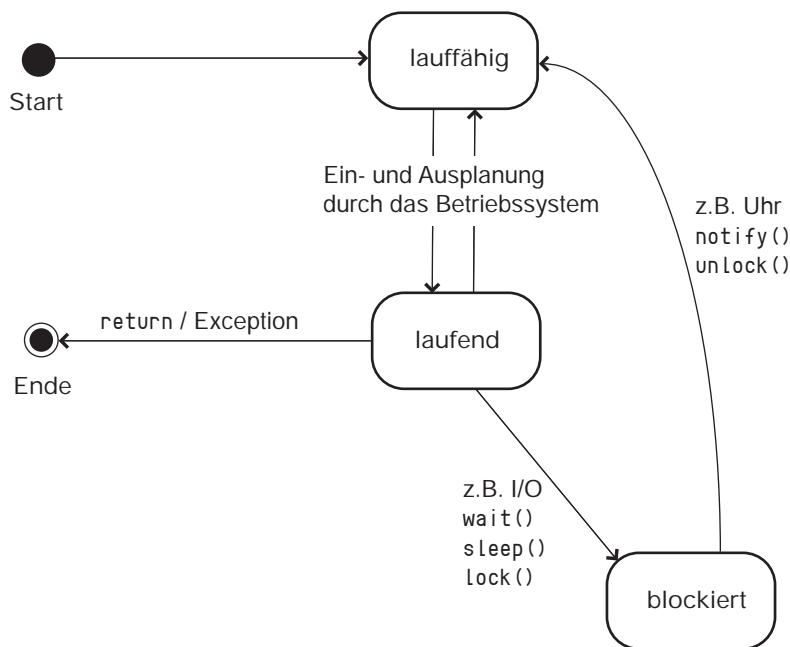 lauffähig
Start
Ein- und Ausplanung
durch das Betriebssystem
z.B. Uhr
notify()
unlock()
return / Exception
laufend
Ende
z.B. I/O
wait()
sleep()
lock()
blockiert